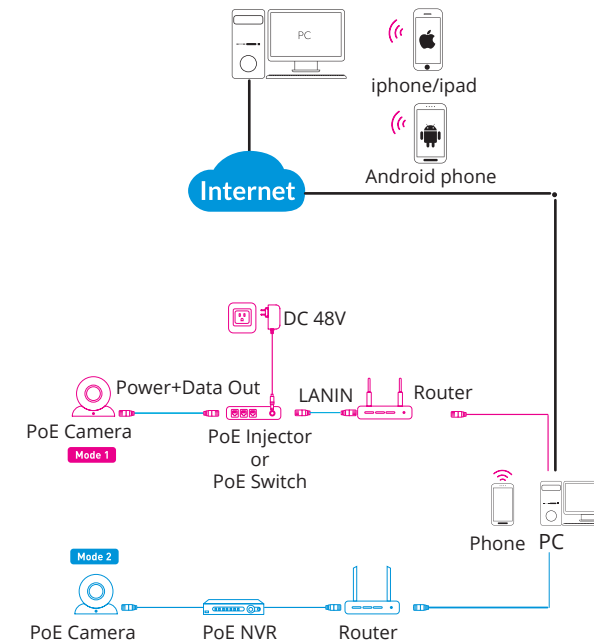 PC
iphone/ipad
Android phone
Internet
DC 48V
Power+Data Out
LANIN
Router
PoE Camera
Mode 1
PoE Injector
or
PoE Switch
Phone
PC
Mode 2
PoE Camera
PoE NVR
Router